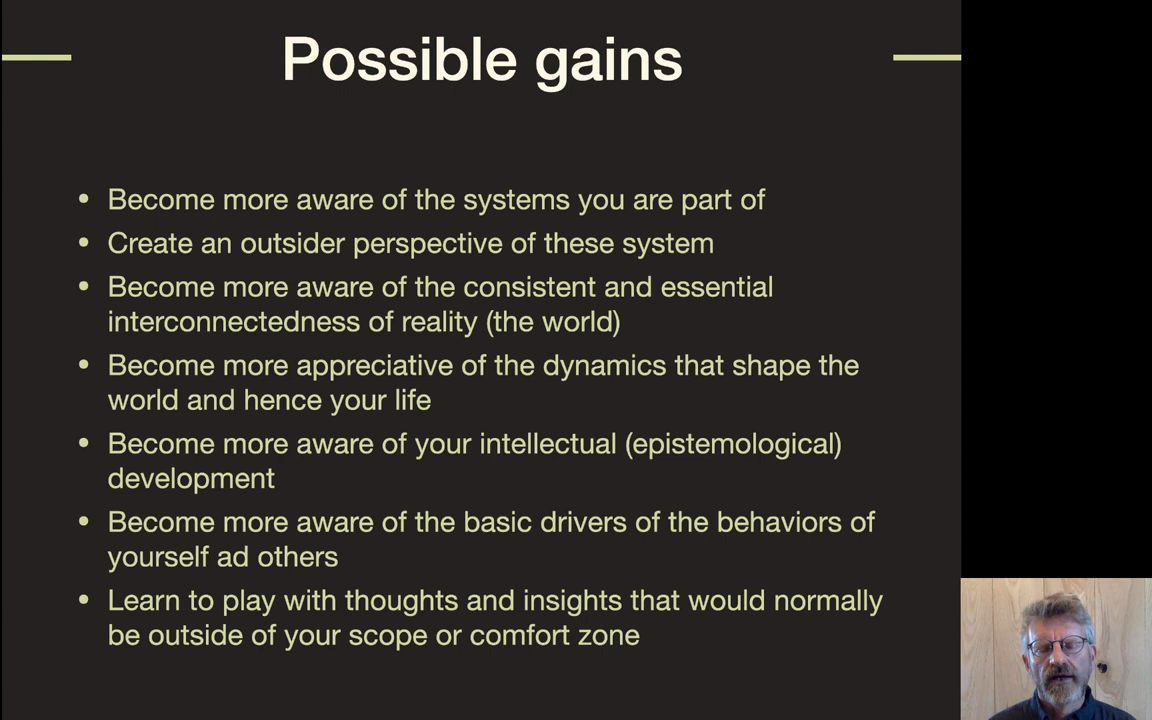 Possible gains
• Become more aware of the systems you are part of
• Create an outsider perspective of these system
• Become more aware of the consistent and essential
interconnectedness of reality (the world)
• Become more appreciative of the dynamics that shape the
world and hence your life
• Become more aware of your intellectual (epistemological)
development
• Become more aware of the basic drivers of the behaviors of
yourself ad others
• Learn to play with thoughts and insights that would normally
be outside of your scope or comfort zone